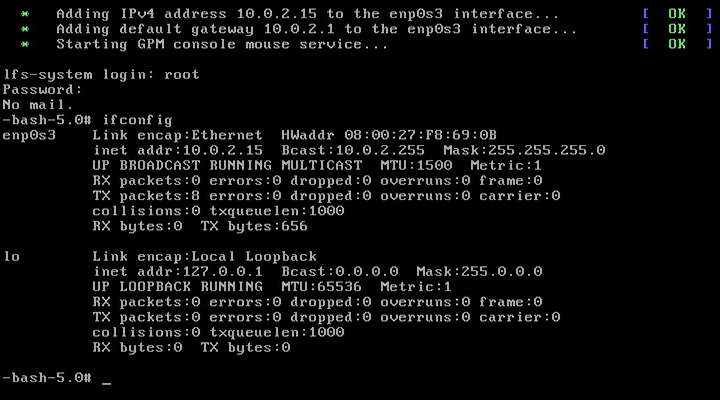 *   Adding IPv4 address 10.0.2.15 to the enp0s3 interface...   [  OK
*   Adding default gateway 10.0.2.1 to the enp0s3 interface...   [  OK
*   Starting GPM console mouse service...   [  OK
lfs-system login: root
Password:
No mail.
-bash-5.0# ifconfig
enp0s3    Link encap:Ethernet  HWaddr 08:00:27:F8:69:0B
inet addr:10.0.2.15  Bcast:10.0.2.255  Mask:255.255.255.0
UP BROADCAST RUNNING MULTICAST  MTU:1500  Metric:1
RX packets:0 errors:0 dropped:0 overruns:0 frame:0
TX packets:8 errors:0 dropped:0 overruns:0 carrier:0
collisions:0 txqueuelen:1000
RX bytes:0  TX bytes:656
lo        Link encap:Local Loopback
inet addr:127.0.0.1  Bcast:0.0.0.0  Mask:255.0.0.0
UP LOOPBACK RUNNING  MTU:65536  Metric:1
RX packets:0 errors:0 dropped:0 overruns:0 frame:0
TX packets:0 errors:0 dropped:0 overruns:0 carrier:0
collisions:0 txqueuelen:1000
RX bytes:0  TX bytes:0
-bash-5.0# _